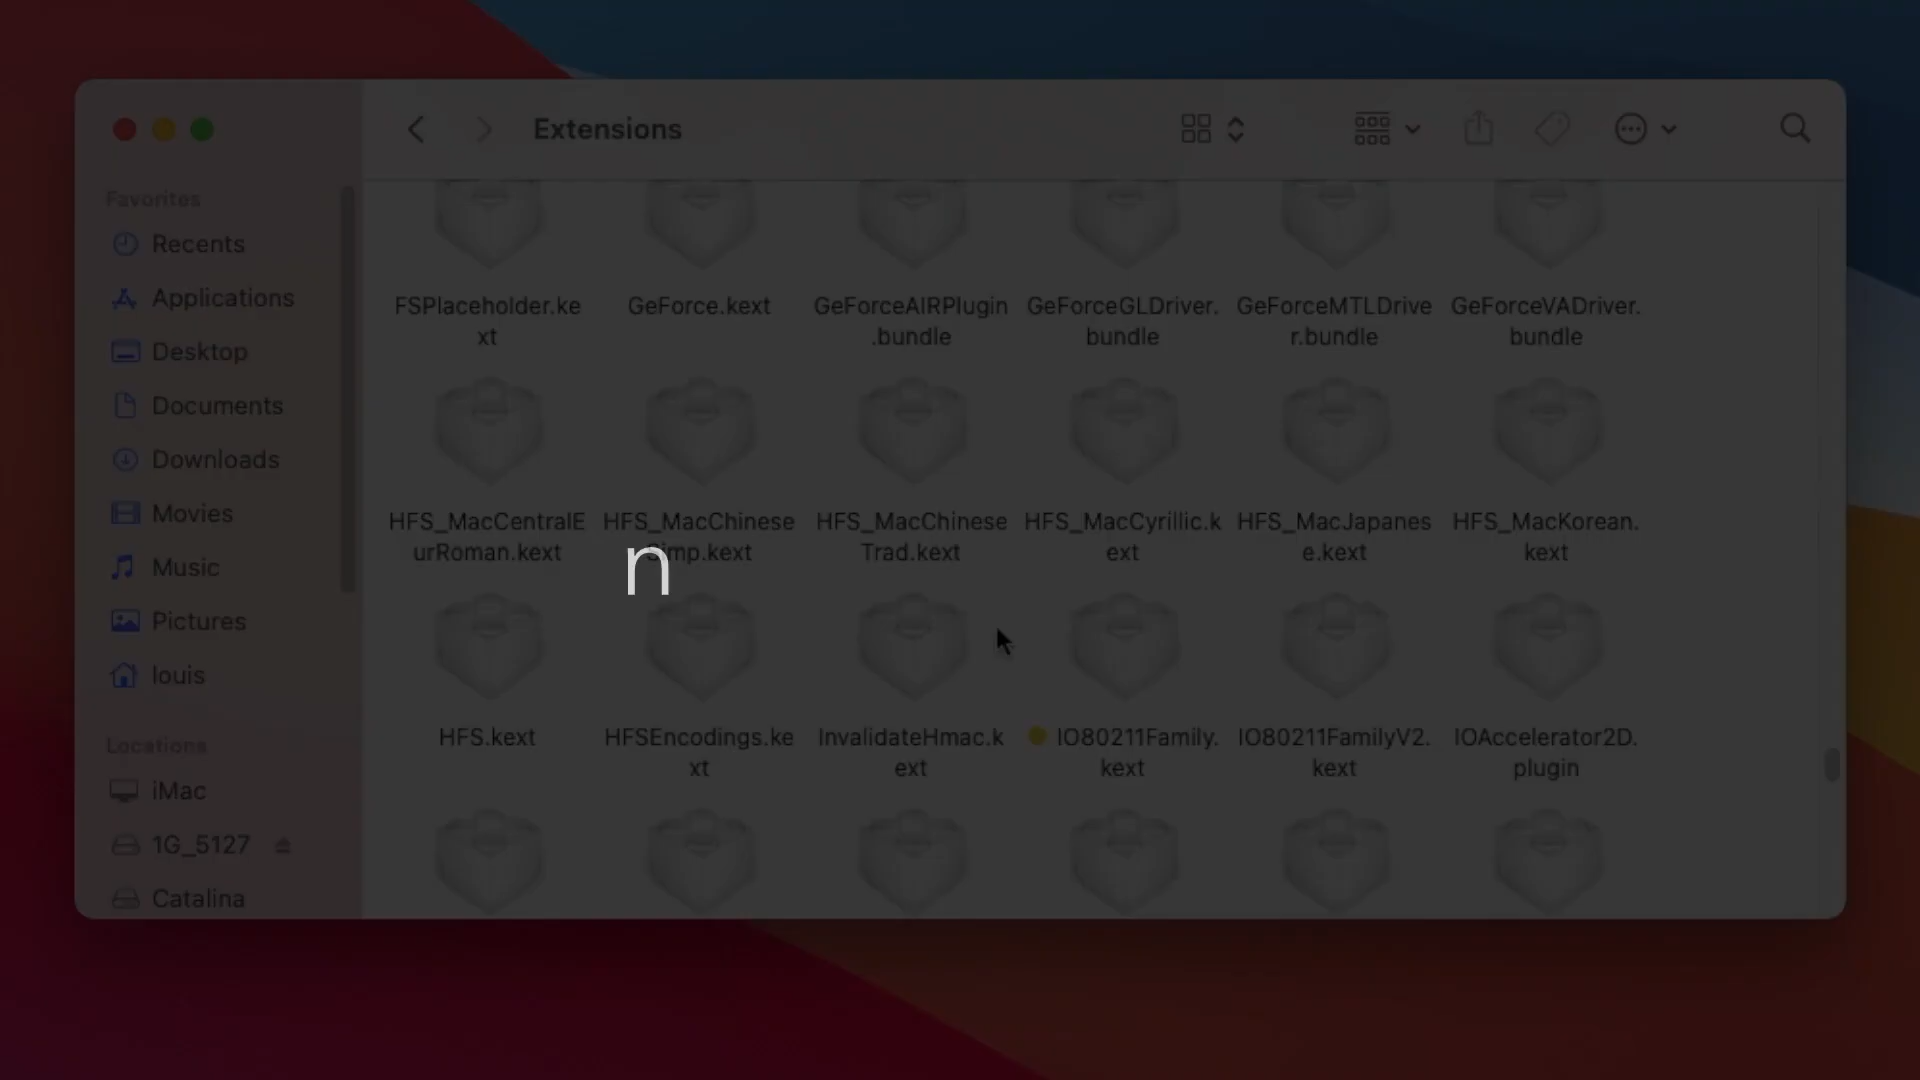 Extensions
Favorites
Recents
Applications
Desktop
Documents
Downloads
Movies
Music
Pictures
louis
Locations
iMac
1G_5127
Catalina
FSPlaceholder.ke
xt
GeForce.kext
GeForceAIRPlugin
.bundle
GeForceGLDriver.
bundle
GeForceMTLDrive
r.bundle
GeForceVADriver.
bundle
HFS_MacCentralE
urRoman.kext
HFS_MacChinese
Simp.kext
HFS_MacChinese
Trad.kext
HFS_MacCyrillic.k
ext
HFS_MacJapanes
e.kext
HFS_MacKorean.
kext
n
HFS.kext
HFSEncodings.ke
xt
InvalidateHmac.k
ext
IO80211Family.
kext
IO80211FamilyV2.
kext
IOAccelerator2D.
plugin